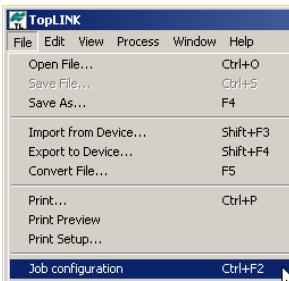 TopLINK
File Edit View Process Window Help
Open File... Ctrl+O
Save File... Ctrl+S
Save As... F4
Import from Device... Shift+F3
Export to Device... Shift+F4
Convert File... F5
Print... Ctrl+P
Print Preview
Print Setup...
Job configuration Ctrl+F2